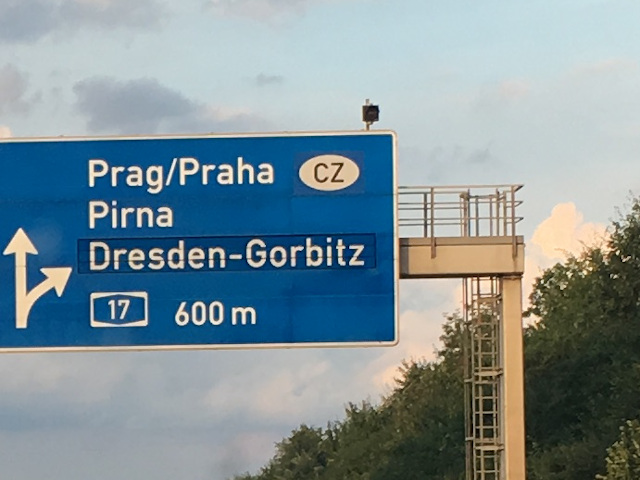 Prag/Praha CZ
Pirna
Dresden-Gorbitz
17 600 m